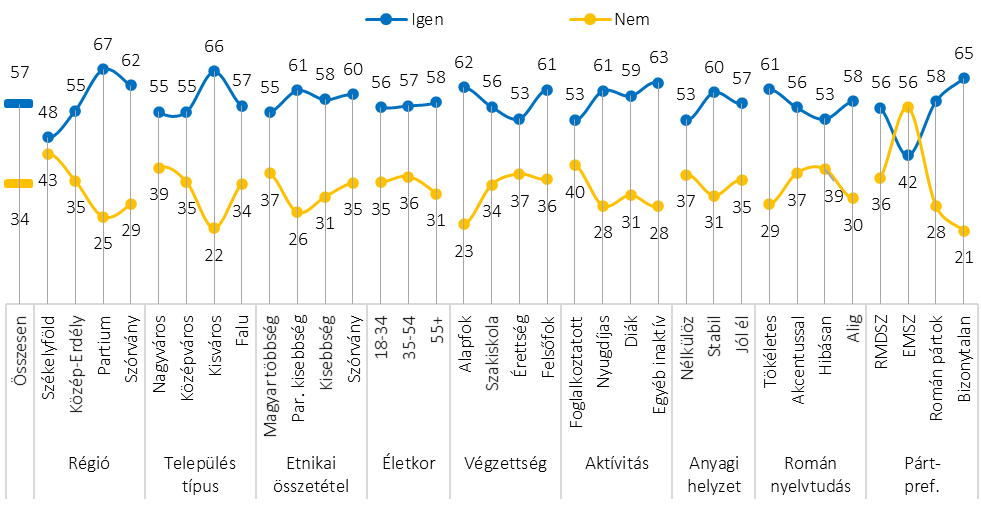 Igen Nem
57 48 55 67 62 55 55 66 57 55 61 58 60 56 57 58 62 56 53 61 53 61 59 63 53 60 57 61 56 53 58 56 56 58 65
34 43 35 25 29 39 35 22 34 37 26 31 35 35 36 31 23 34 37 36 40 28 31 28 37 31 35 29 37 39 30 36 42 28 21
Összesen
Székelyföld
Közép-Erdély
Partium
Szórvány
Nagyváros
Középváros
Kisváros
Falu
Magyar többség
Par. kisebbség
Kisebbség
Szórvány
18-34
35-54
55+
Alapfok
Szakiskola
Érettség
Felsőfok
Foglalkoztatott
Nyugdíjas
Diák
Egyéb inaktív
Nélkülöz
Stabil
Jól él
Tökéletes
Akcentussal
Hibásan
Alig
RMDSZ
EMSZ
Román pártok
Bizonytalan
Régió
Település
típus
Etnikai
összetétel
Életkor
Végzettség
Aktívitás
Anyagi
helyzet
Román
nyelvtudás
Párt-
pref.